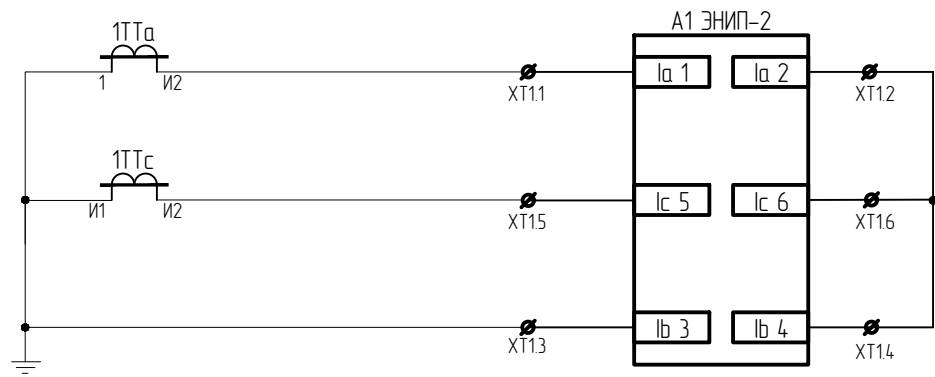 А1 ЭНИП-2
1ТТа
1
И2
ХТ1.1
Ia 1
Ia 2
ХТ1.2
1ТТс
И1
И2
ХТ1.5
Ic 5
Ic 6
ХТ1.6
ХТ1.3
Ib 3
Ib 4
ХТ1.4